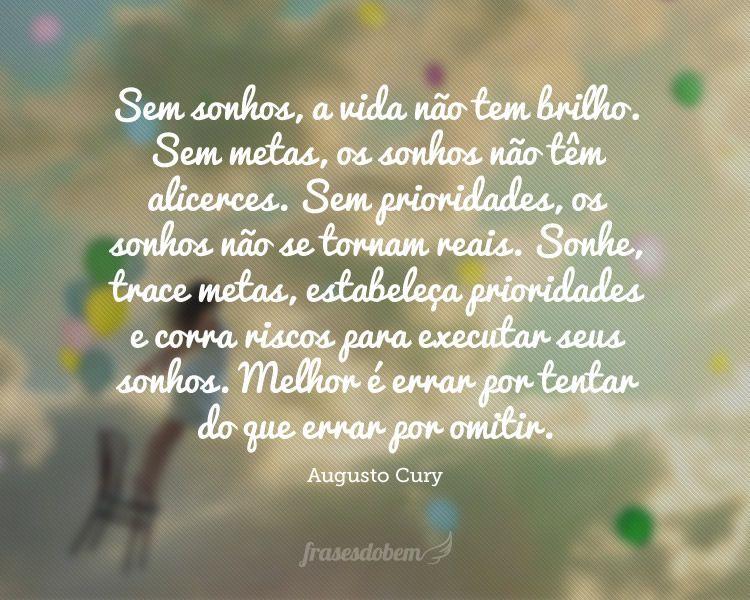 Sem sonhos, a vida não tem brilho.
Sem metas, os sonhos não têm
alicerces. Sem prioridades, os
sonhos não se tornam reais. Sonhe,
trace metas, estabeleça prioridades
e corra riscos para executar seus
sonhos. Melhor é errar por tentar
do que errar por omitir.
Augusto Cury
frasesdobem